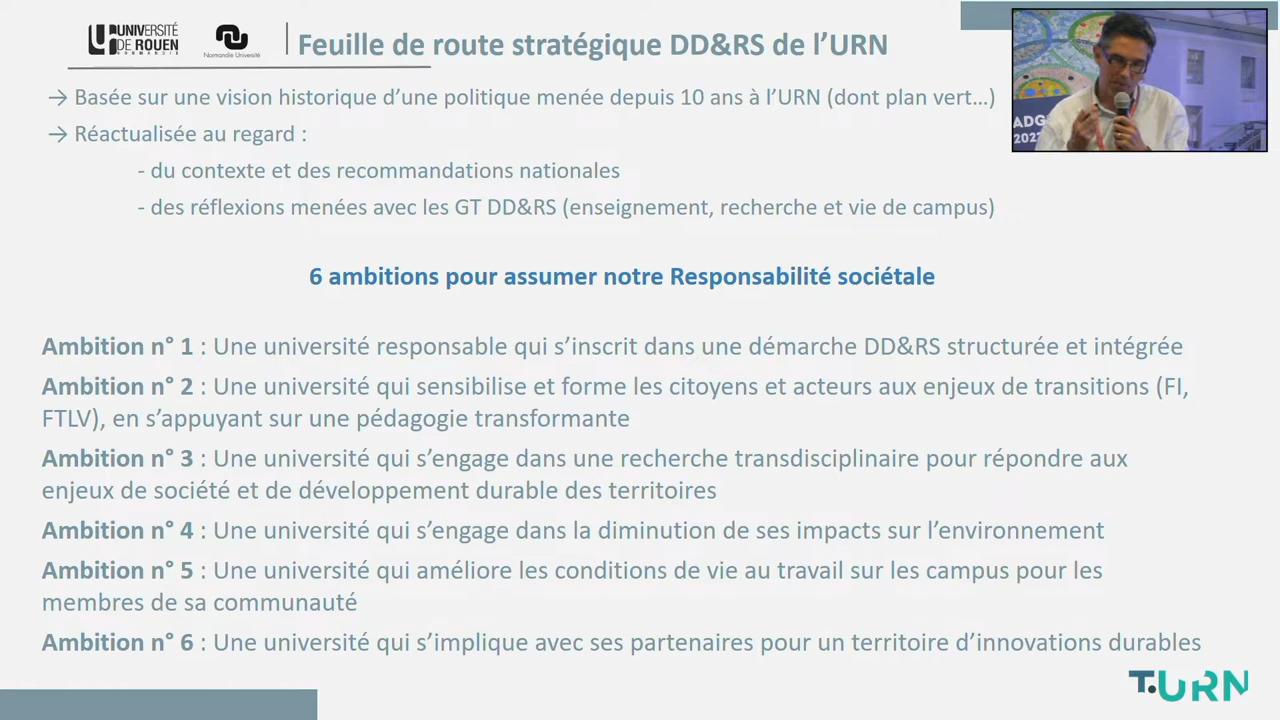 UNIVERSITÉ
DE ROUEN
NORMANDIE
Normandie Université
Feuille de route stratégique DD&RS de l'URN
→ Basée sur une vision historique d'une politique menée depuis 10 ans à l'URN (dont plan vert…)
→ Réactualisée au regard :
- du contexte et des recommandations nationales
- des réflexions menées avec les GT DD&RS (enseignement, recherche et vie de campus)
6 ambitions pour assumer notre Responsabilité sociétale
Ambition n° 1 : Une université responsable qui s'inscrit dans une démarche DD&RS structurée et intégrée
Ambition n° 2 : Une université qui sensibilise et forme les citoyens et acteurs aux enjeux de transitions (FI,
FTLV), en s'appuyant sur une pédagogie transformante
Ambition n° 3 : Une université qui s'engage dans une recherche transdisciplinaire pour répondre aux
enjeux de société et de développement durable des territoires
Ambition n° 4 : Une université qui s'engage dans la diminution de ses impacts sur l'environnement
Ambition n° 5 : Une université qui améliore les conditions de vie au travail sur les campus pour les
membres de sa communauté
Ambition n° 6 : Une université qui s'implique avec ses partenaires pour un territoire d'innovations durables
T.URN